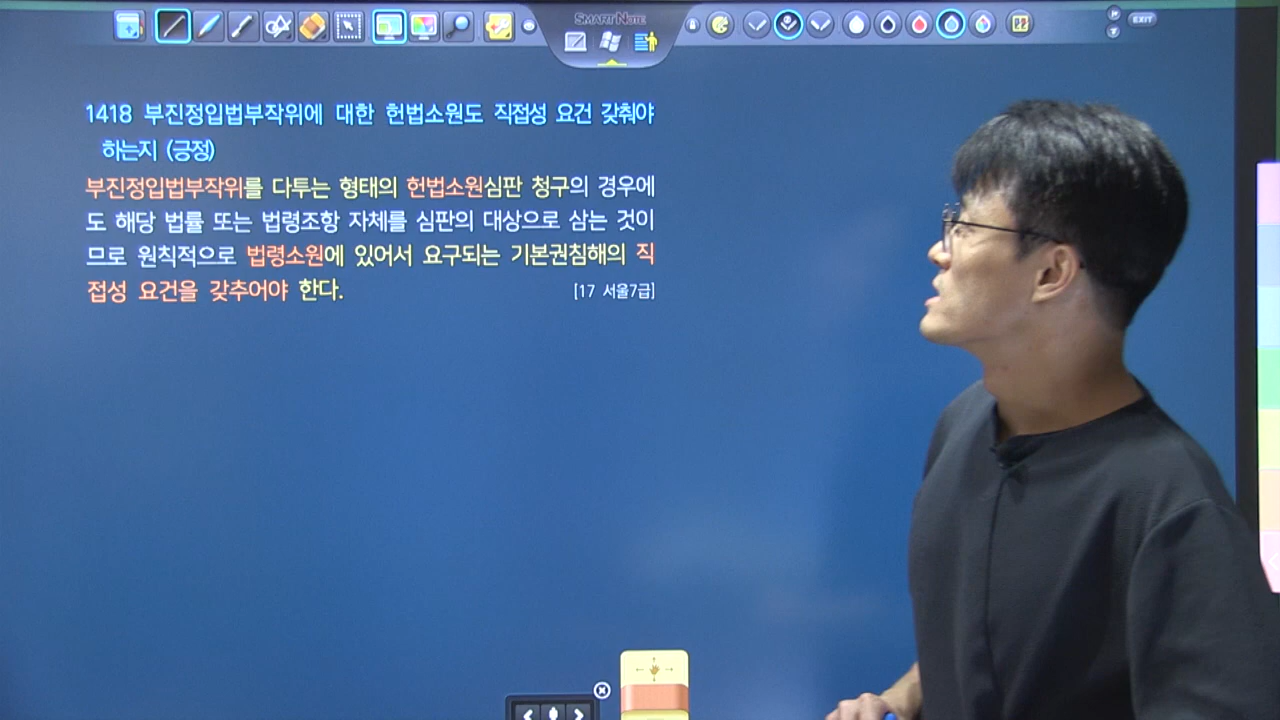 SMART NOTE
EXIT
1418 부진정입법부작위에 대한 헌법소원도 직접성 요건 갖춰야
하는지 (긍정)
부진정입법부작위를 다투는 형태의 헌법소원심판 청구의 경우에
도 해당 법률 또는 법령조항 자체를 심판의 대상으로 삼는 것이
므로 원칙적으로 법령소원에 있어서 요구되는 기본권침해의 직
접성 요건을 갖추어야 한다.
[17 서울7급]